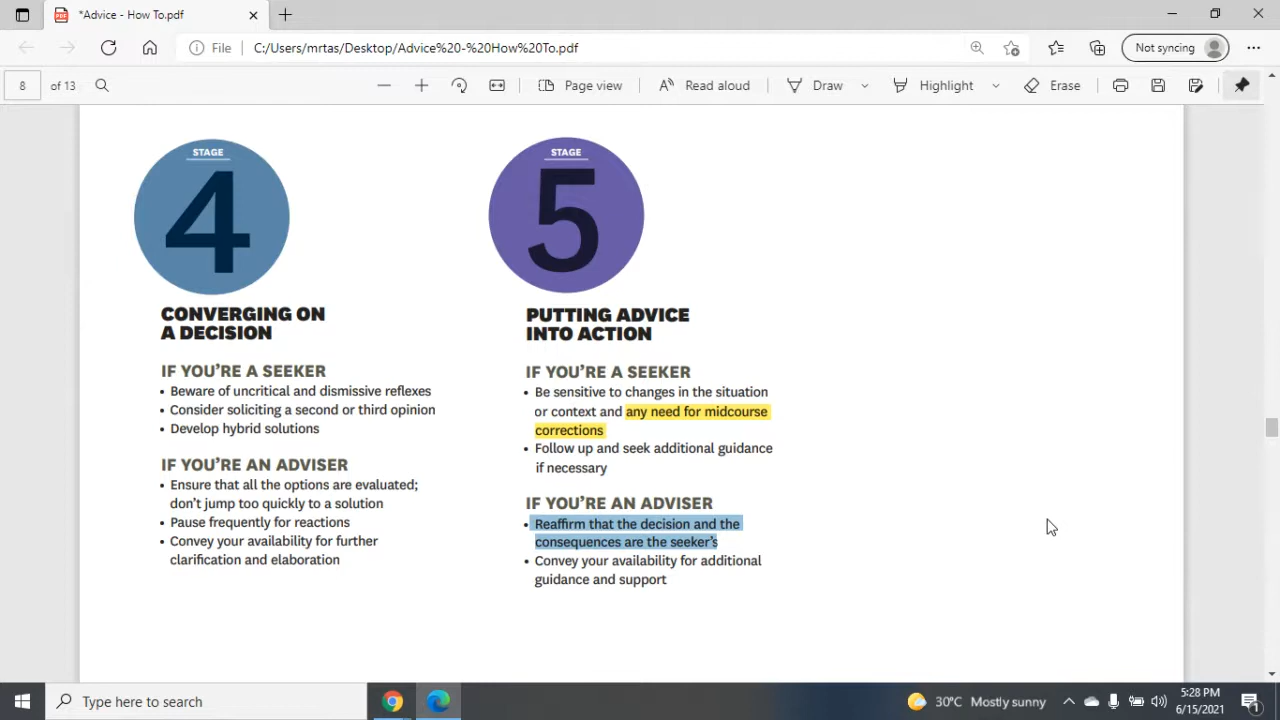 *Advice - How To.pdf
File
C:/Users/mrtas/Desktop/Advice%20-%20How%20To.pdf
Not syncing
8 of 13
Page view
Read aloud
Draw
Highlight
Erase
STAGE
4
CONVERGING ON
A DECISION
IF YOU’RE A SEEKER
• Beware of uncritical and dismissive reflexes
• Consider soliciting a second or third opinion
• Develop hybrid solutions
IF YOU’RE AN ADVISER
• Ensure that all the options are evaluated;
don’t jump too quickly to a solution
• Pause frequently for reactions
• Convey your availability for further
clarification and elaboration
STAGE
5
PUTTING ADVICE
INTO ACTION
IF YOU’RE A SEEKER
• Be sensitive to changes in the situation
or context and any need for midcourse
corrections
• Follow up and seek additional guidance
if necessary
IF YOU’RE AN ADVISER
• Reaffirm that the decision and the
consequences are the seeker’s
• Convey your availability for additional
guidance and support
Type here to search
30°C Mostly sunny
5:28 PM
6/15/2021
1